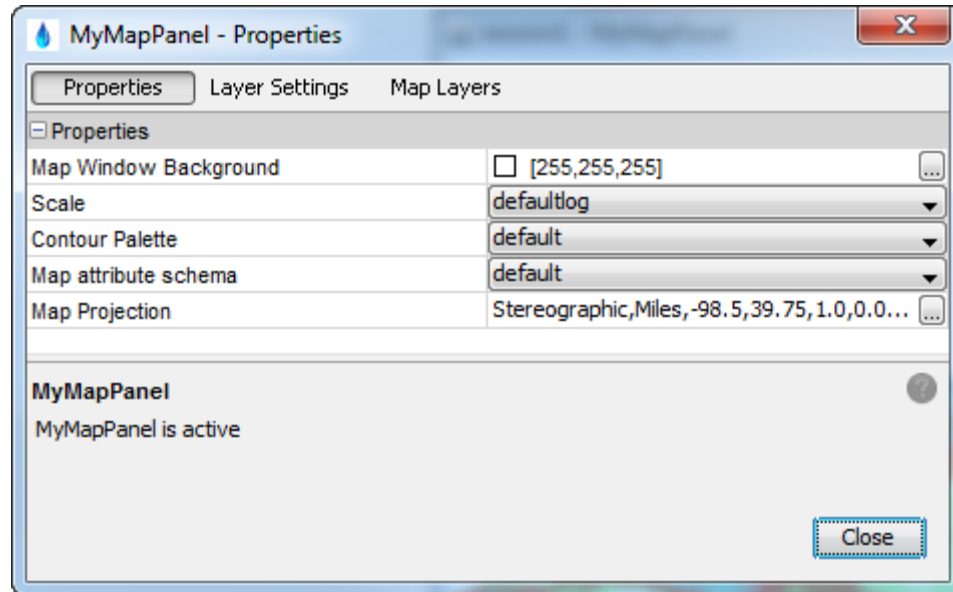 MyMapPanel - Properties
Properties Layer Settings Map Layers
Properties
Map Window Background [255,255,255] ...
Scale defaultlog
Contour Palette default
Map attribute schema default
Map Projection Stereographic,Miles,-98.5,39.75,1.0,0.0... ...
MyMapPanel ?
MyMapPanel is active
Close